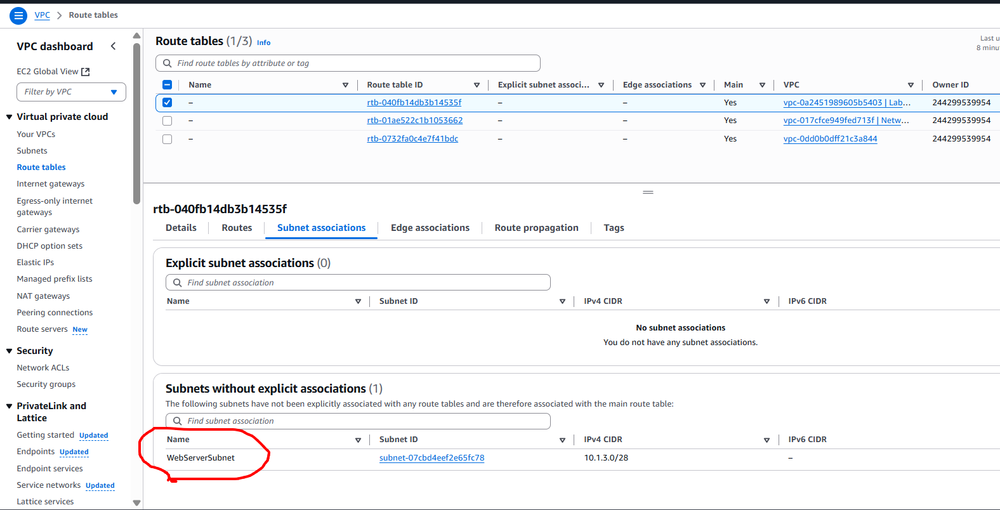 VPC > Route tables
VPC dashboard
EC2 Global View
Filter by VPC
Virtual private cloud
Your VPCs
Subnets
Route tables
Internet gateways
Egress-only internet
gateways
Carrier gateways
DHCP option sets
Elastic IPs
Managed prefix lists
NAT gateways
Peering connections
Route servers New
Security
Network ACLs
Security groups
PrivateLink and
Lattice
Getting started Updated
Endpoints Updated
Endpoint services
Service networks Updated
Lattice services
Route tables (1/3) Info
Last u
8 minu
Find route tables by attribute or tag
Name Route table ID Explicit subnet associ... Edge associations Main VPC Owner ID
– rtb-040fb14db3b14535f – – Yes vpc-0a2451989605b5403 | Lab... 244299539954
– rtb-01ae522c1b1053662 – – Yes vpc-017cfce949fed713f | Netw... 244299539954
– rtb-0732fa0c4e7f41bdc – – Yes vpc-0dd0b0dff21c3a844 244299539954
rtb-040fb14db3b14535f
Details Routes Subnet associations Edge associations Route propagation Tags
Explicit subnet associations (0)
Find subnet association
Name Subnet ID IPv4 CIDR IPv6 CIDR
No subnet associations
You do not have any subnet associations.
Subnets without explicit associations (1)
The following subnets have not been explicitly associated with any route tables and are therefore associated with the main route table:
Find subnet association
Name Subnet ID IPv4 CIDR IPv6 CIDR
WebServerSubnet subnet-07cbd4eef2e65fc78 10.1.3.0/28 –